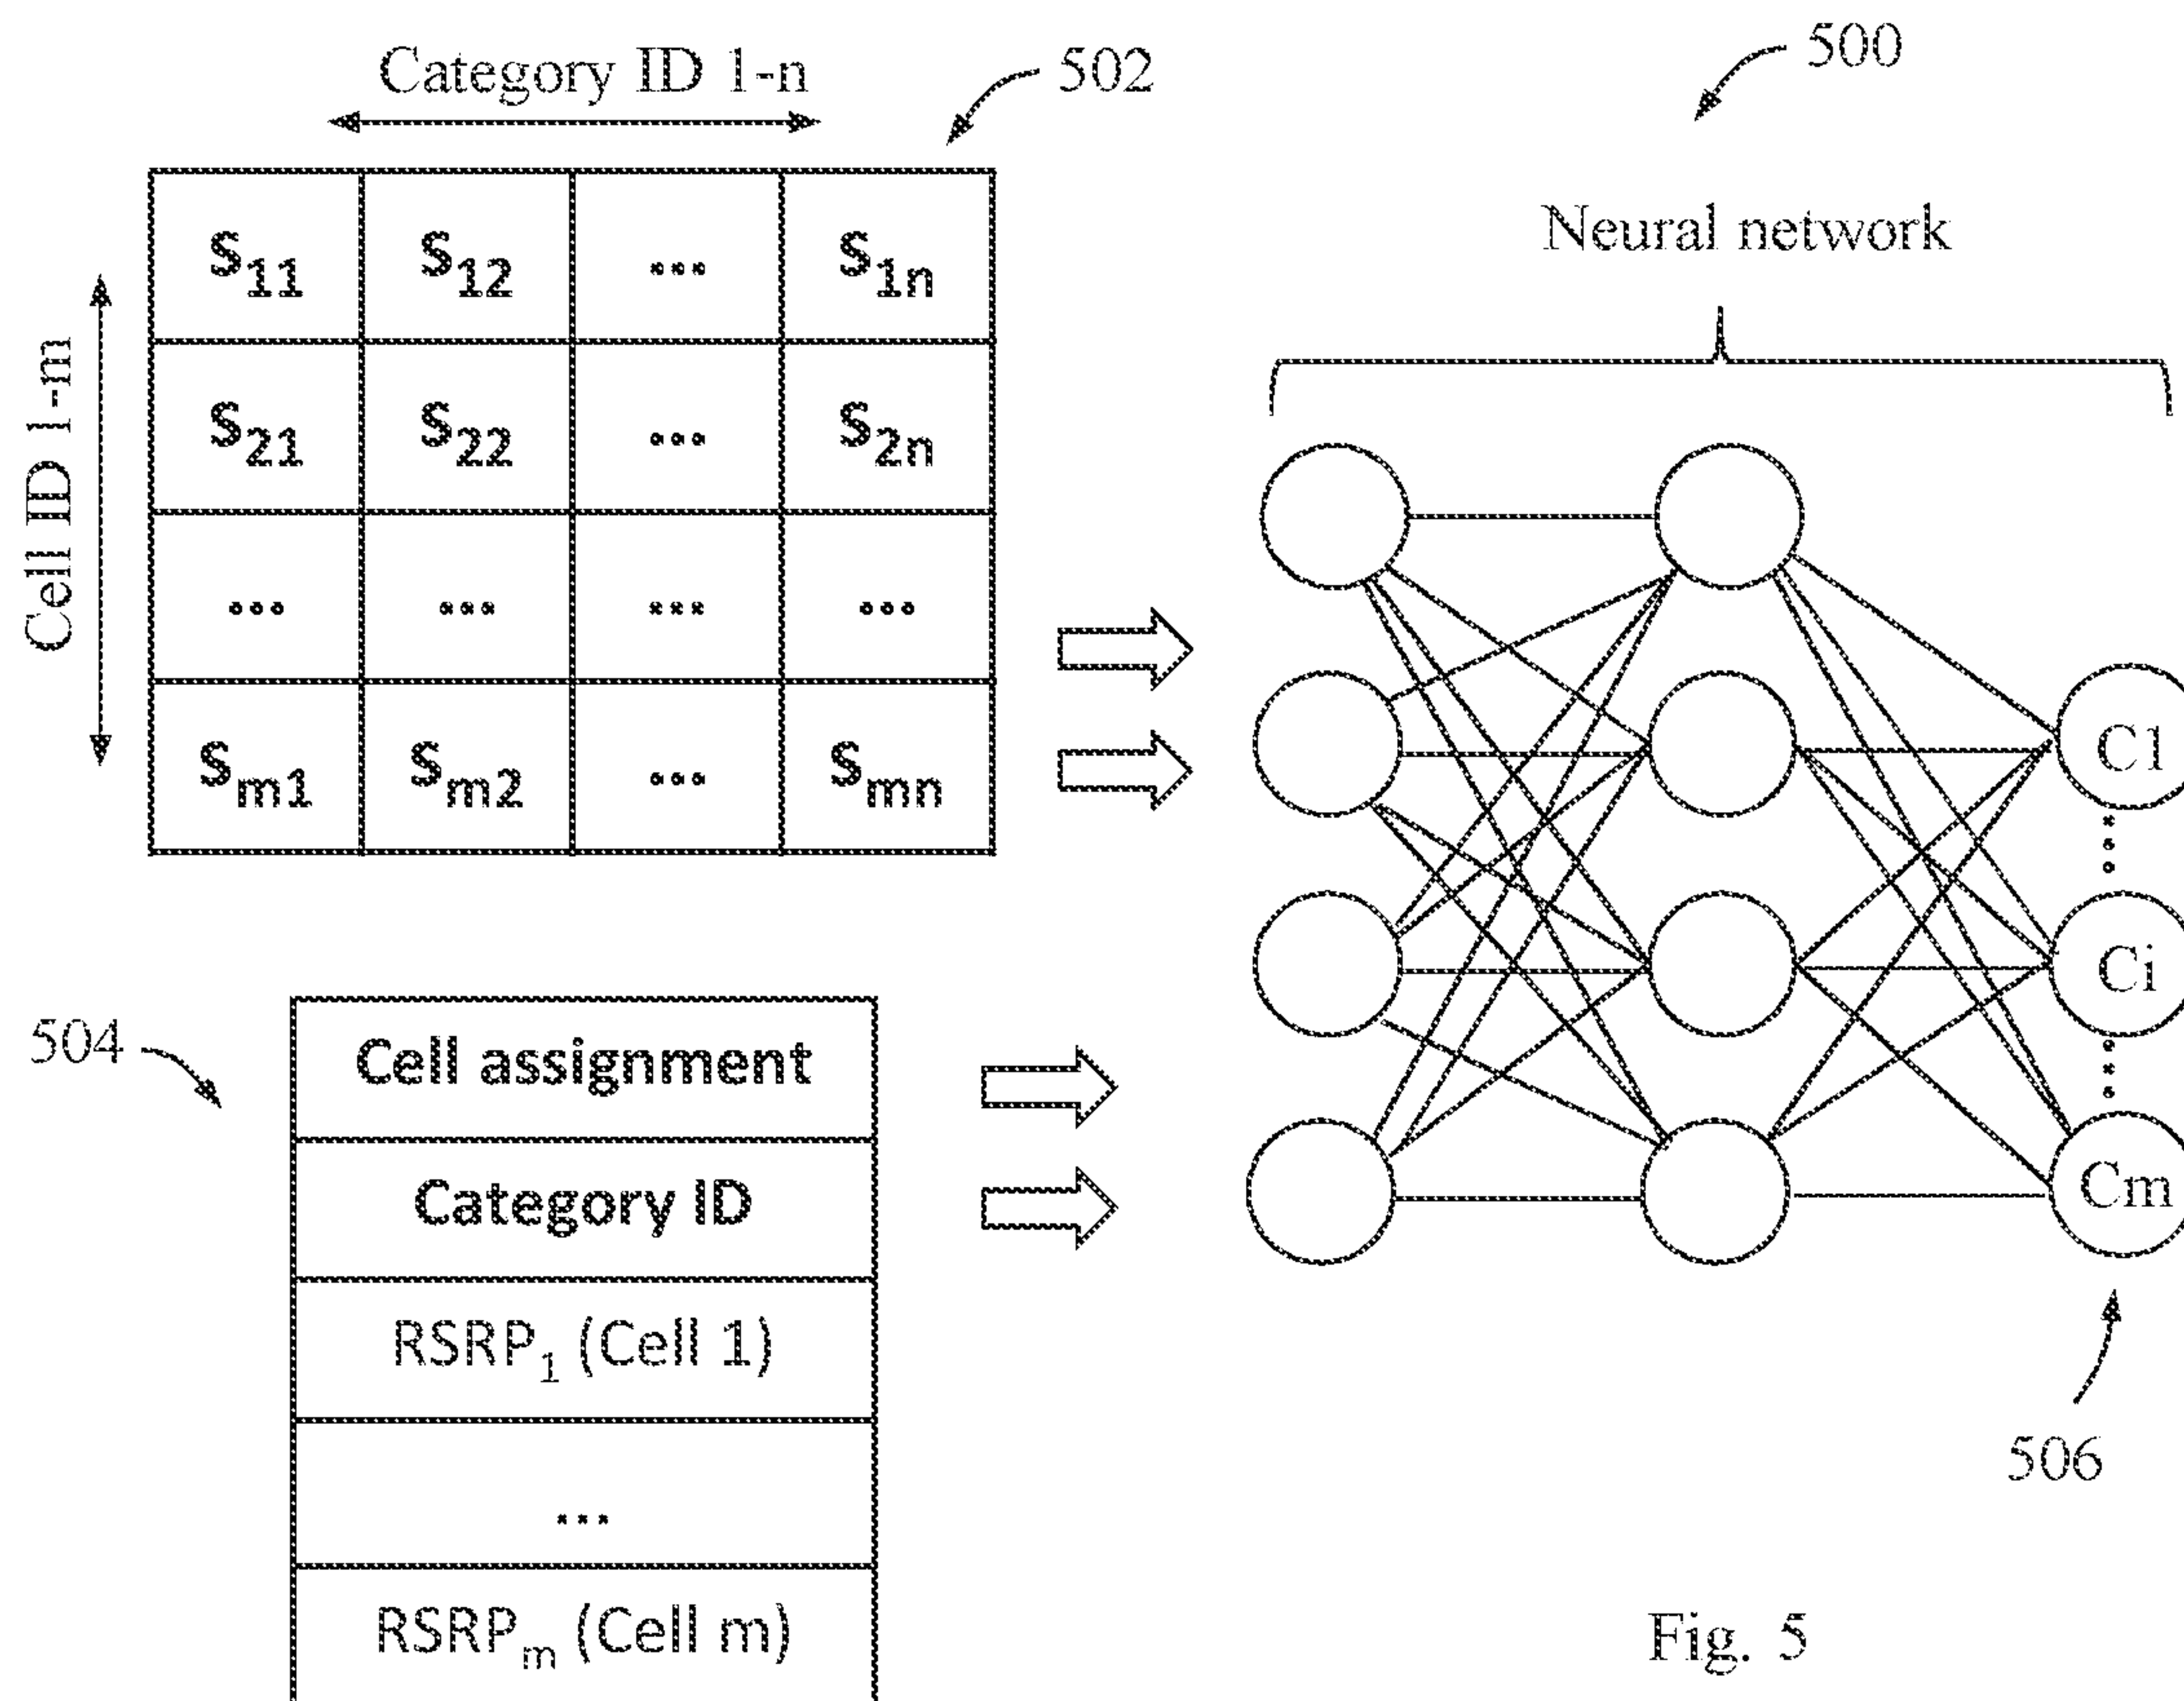 500
Category ID 1-n
502
Cell ID 1-m
S11 S12 ... S1n
S21 S22 ... S2n
... ... ... ...
Sm1 Sm2 ... Smn
Neural network
C1
Ci
Cm
506
504
Cell assignment
Category ID
RSRP1 (Cell 1)
...
RSRPm (Cell m)
Fig. 5